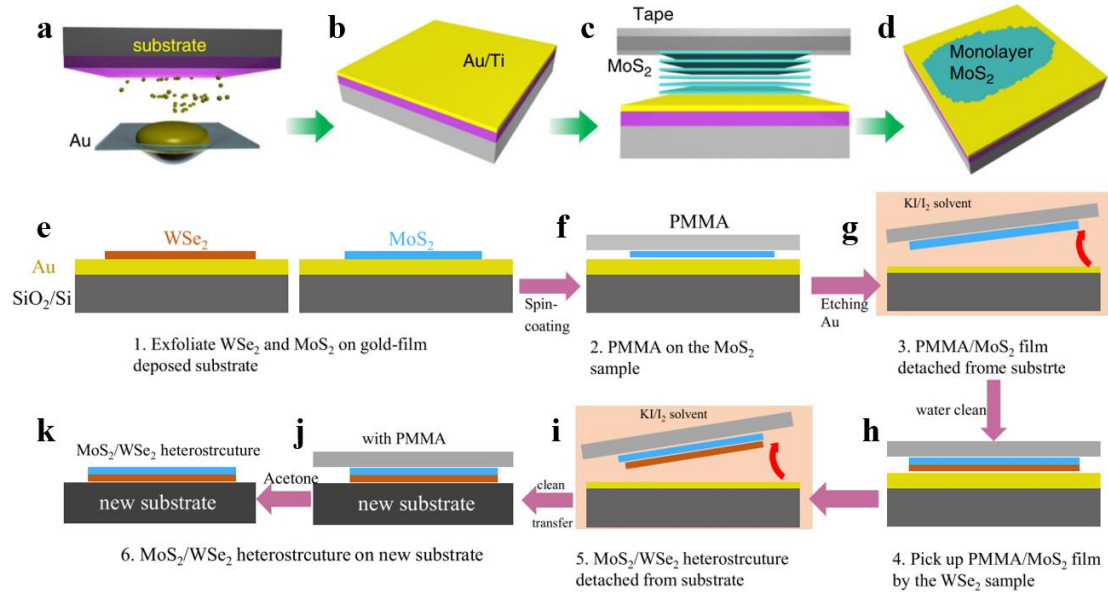 a
substrate
Au
b
Au/Ti
c
Tape
MoS2
d
Monolayer
MoS2
e
WSe2
MoS2
Au
SiO2/Si
1. Exfoliate WSe2 and MoS2 on gold-film
deposed substrate
Spin-
coating
f
PMMA
2. PMMA on the MoS2
sample
Etching
Au
g
KI/I2 solvent
3. PMMA/MoS2 film
detached frome substrte
water clean
h
4. Pick up PMMA/MoS2 film
by the WSe2 sample
i
KI/I2 solvent
5. MoS2/WSe2 heterostrcuture
detached from substrate
clean
transfer
j
with PMMA
new substrate
Acetone
k
MoS2/WSe2 heterostrcuture
new substrate
6. MoS2/WSe2 heterostrcuture on new substrate